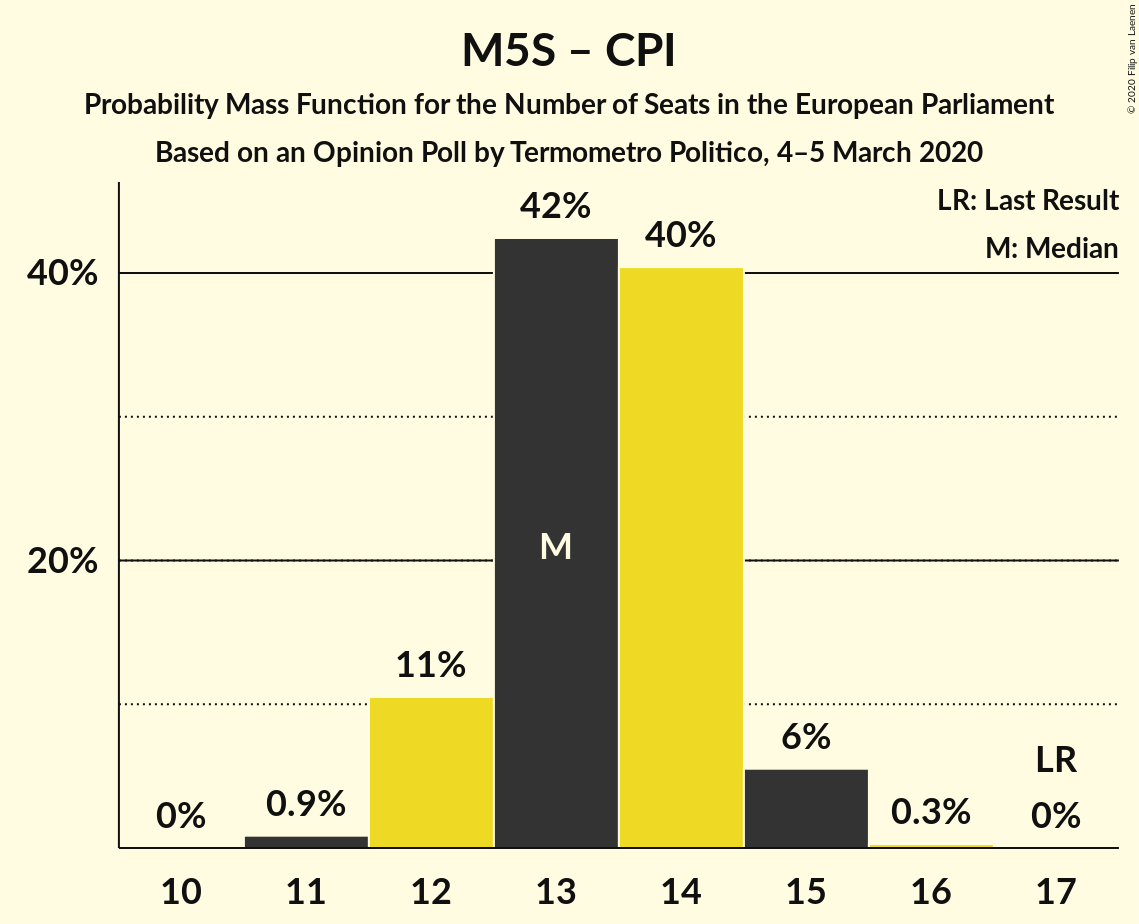 M5S – CPI
Probability Mass Function for the Number of Seats in the European Parliament
Based on an Opinion Poll by Termometro Politico, 4–5 March 2020
© 2020 Filip van Laenen
LR: Last Result
M: Median
40%
20%
0%
0.9%
11%
42%
M
40%
6%
0.3%
LR
0%
10 11 12 13 14 15 16 17